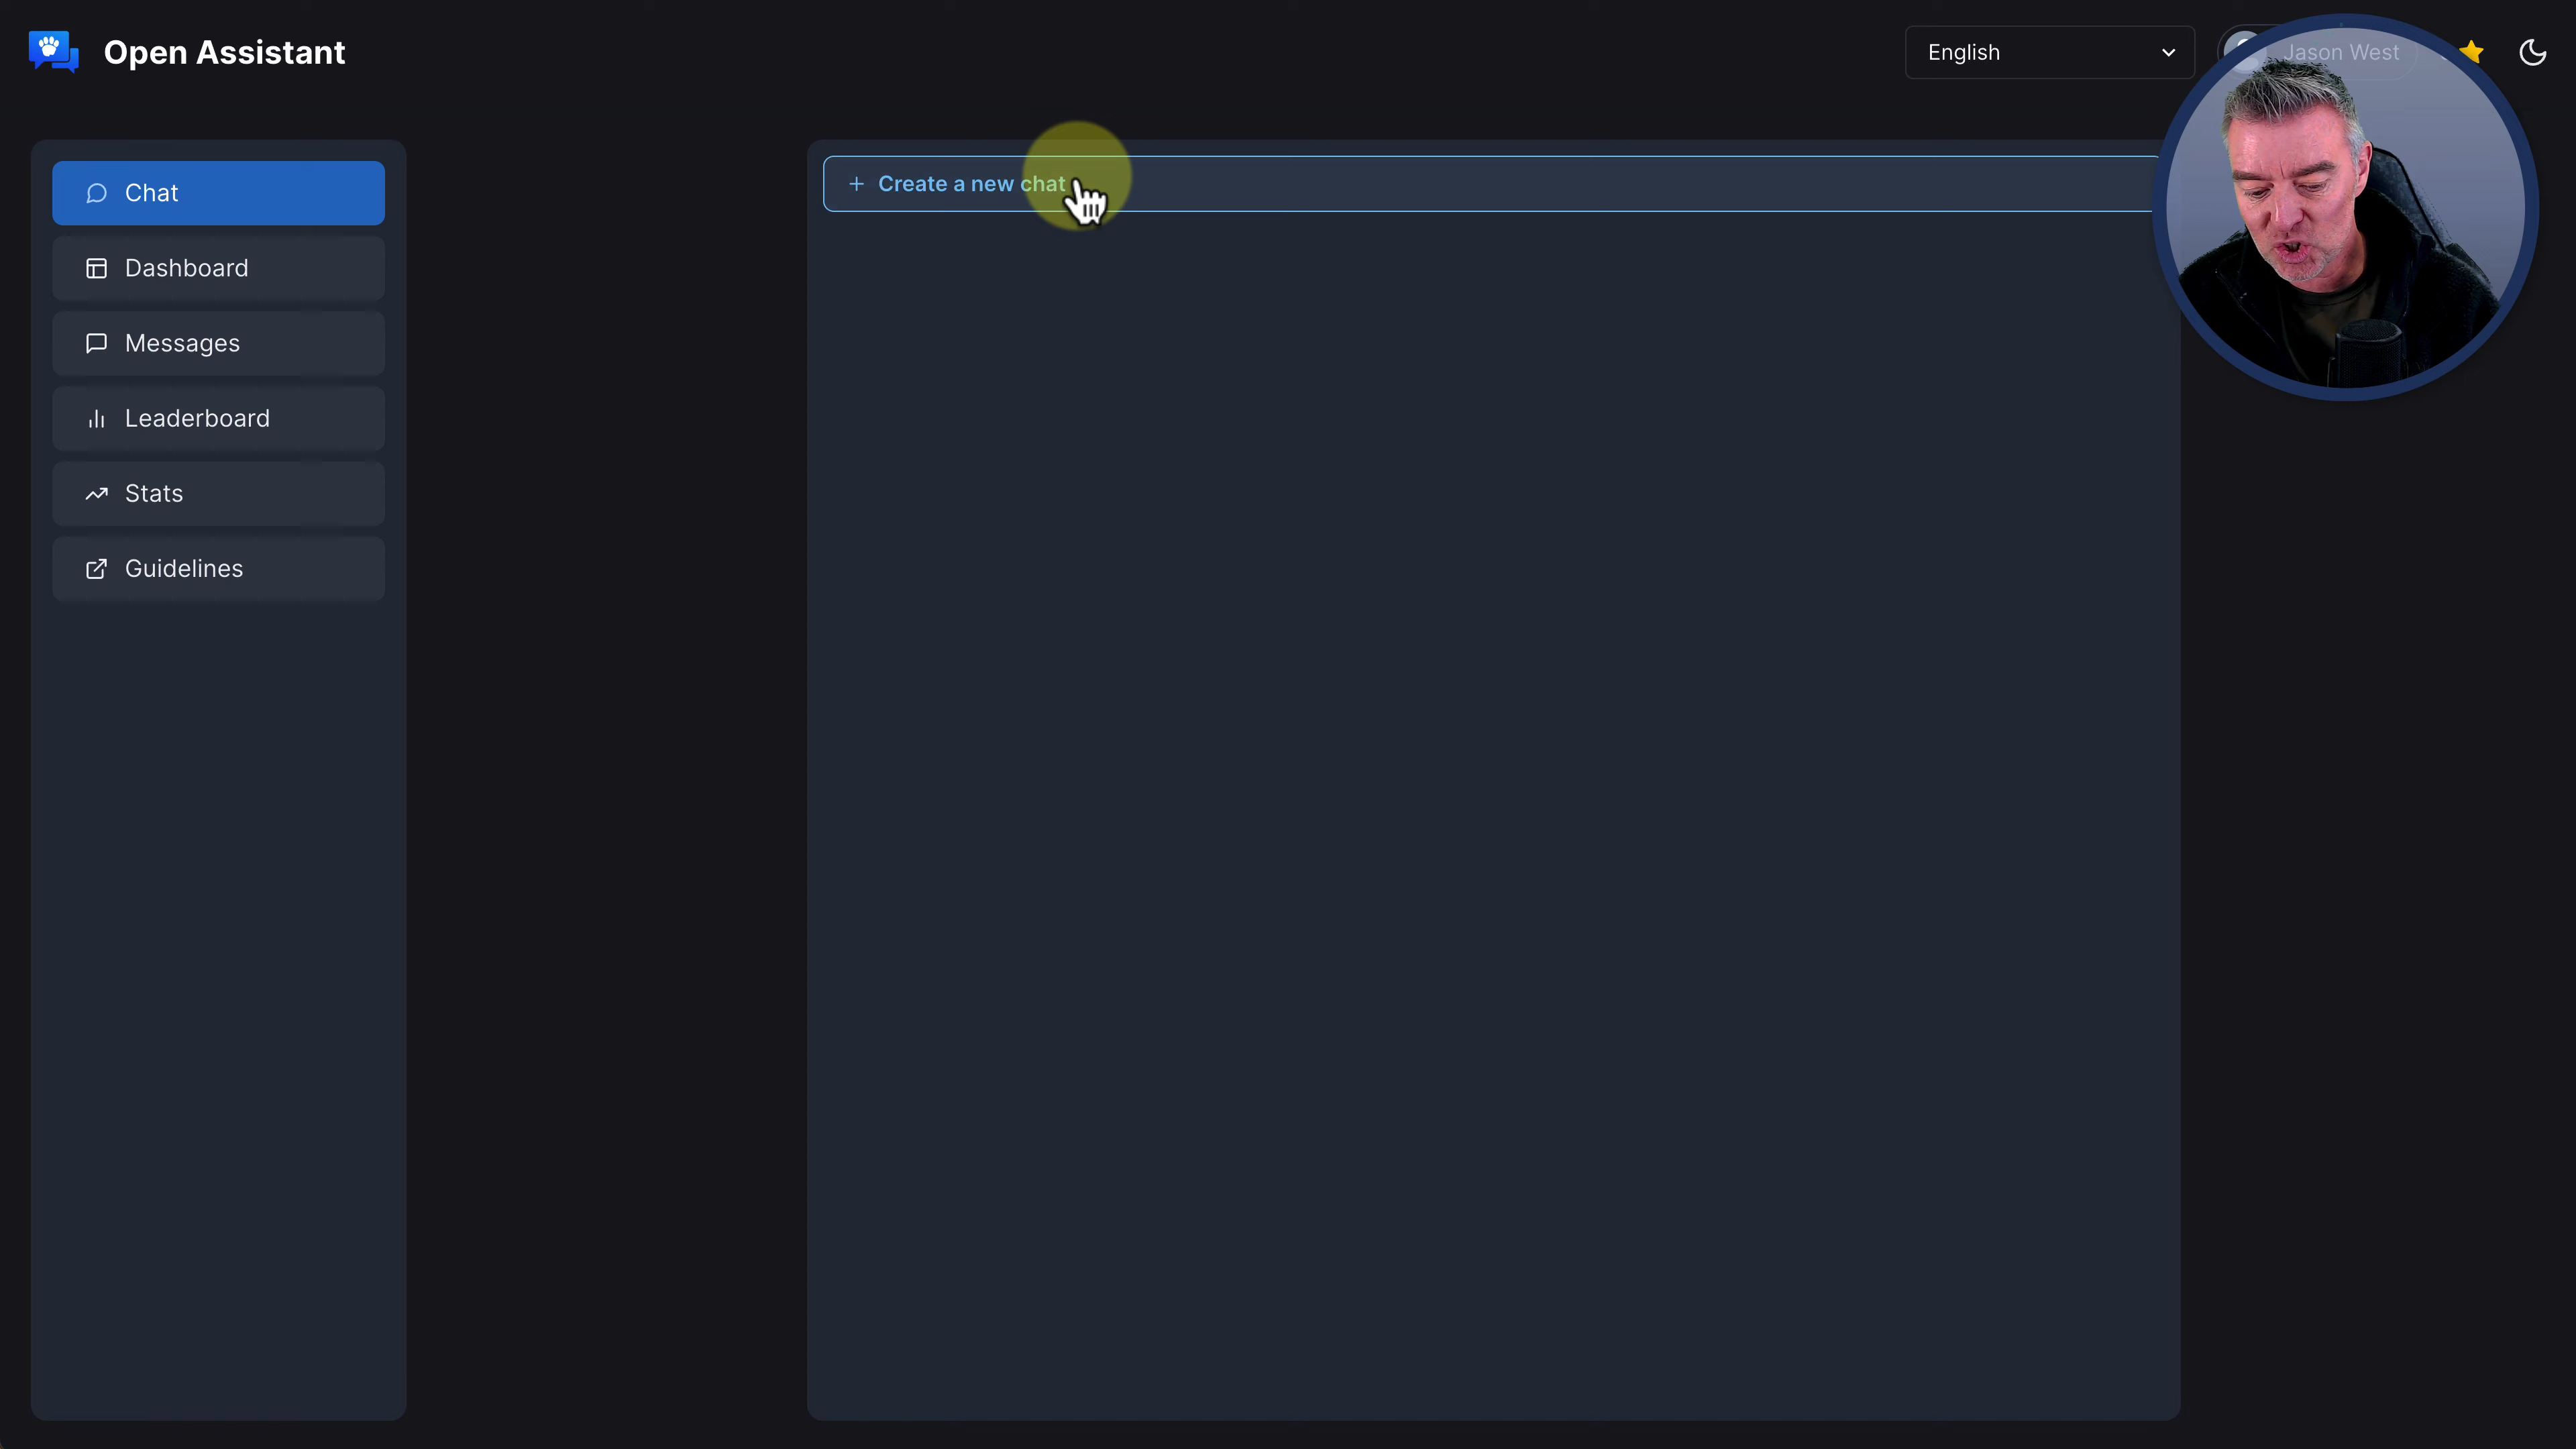 Open Assistant
English
Jason West
Chat
Dashboard
Messages
Leaderboard
Stats
Guidelines
Create a new chat